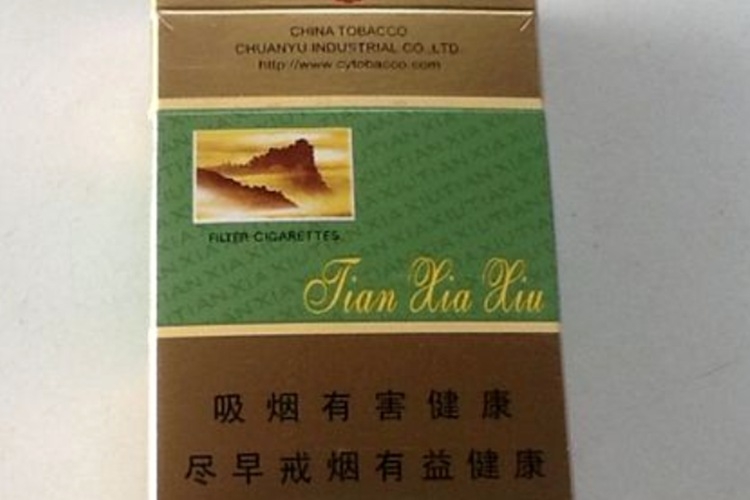 CHINA TOBACCO
CHUANYU INDUSTRIAL CO.,LTD
http://www.cytobacco.com
FILTER CIGARETTES
Tian Xia Xiu
吸烟有害健康
尽早戒烟有益健康